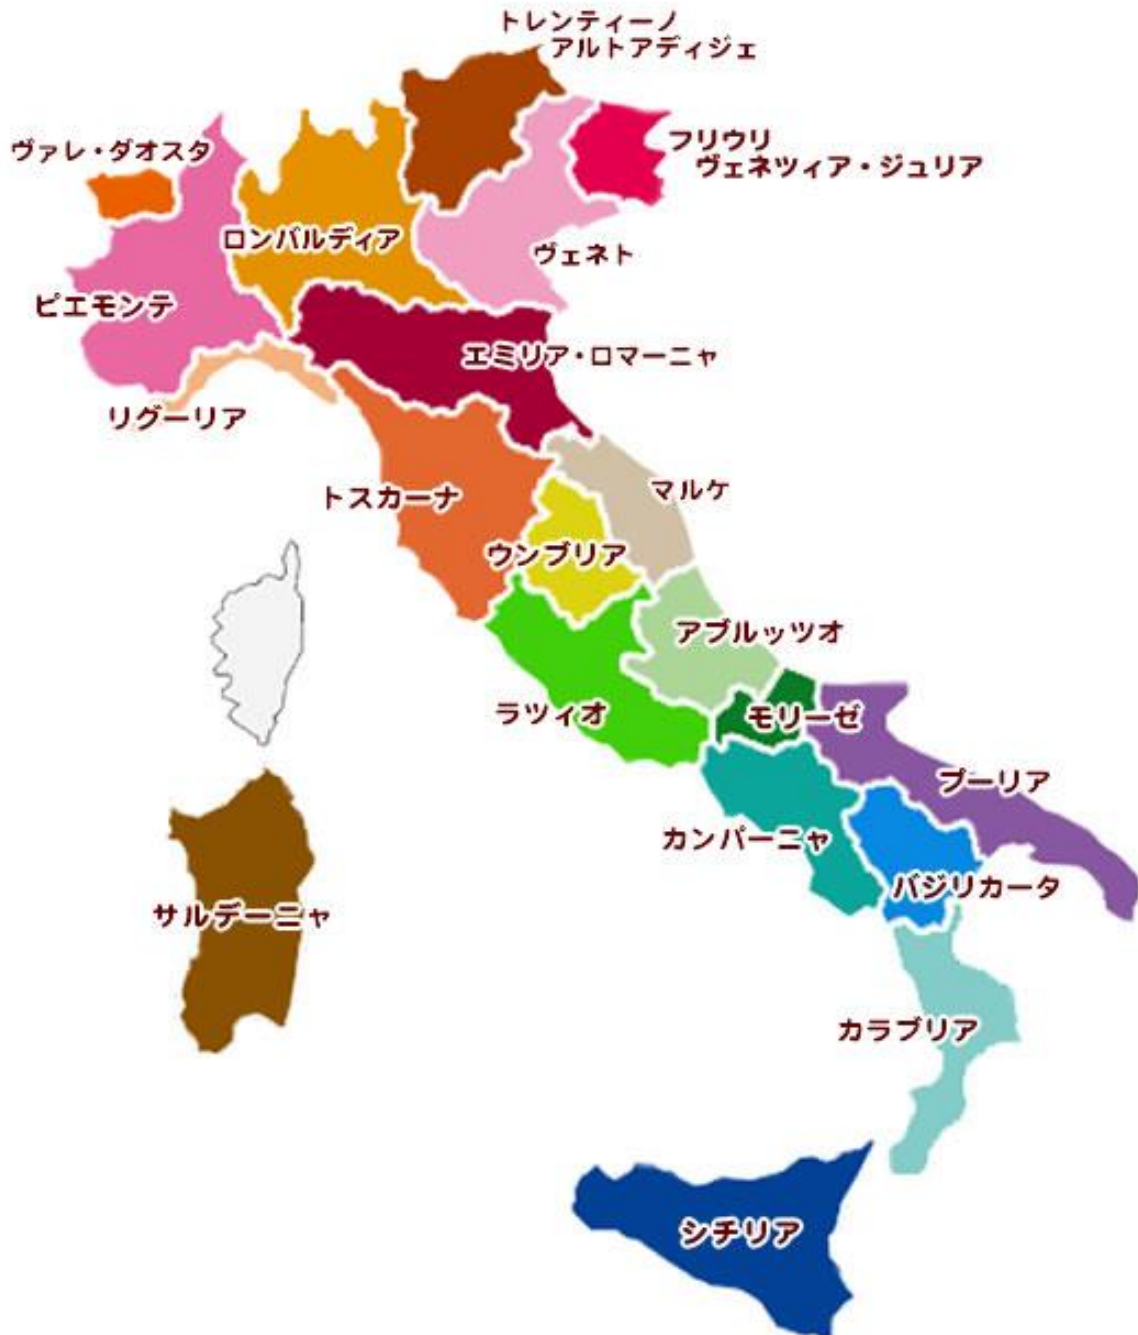 トレンティーノ
アルトアディジェ
ヴァレ・ダオスタ
フリウリ
ヴェネツィア・ジュリア
ロンバルディア
ヴェネト
ピエモンテ
エミリア・ロマーニャ
リグーリア
トスカーナ
マルケ
ウンブリア
アブルッツオ
ラツィオ
モリーゼ
プーリア
カンパーニャ
バジリカータ
サルデーニャ
カラブリア
シチリア